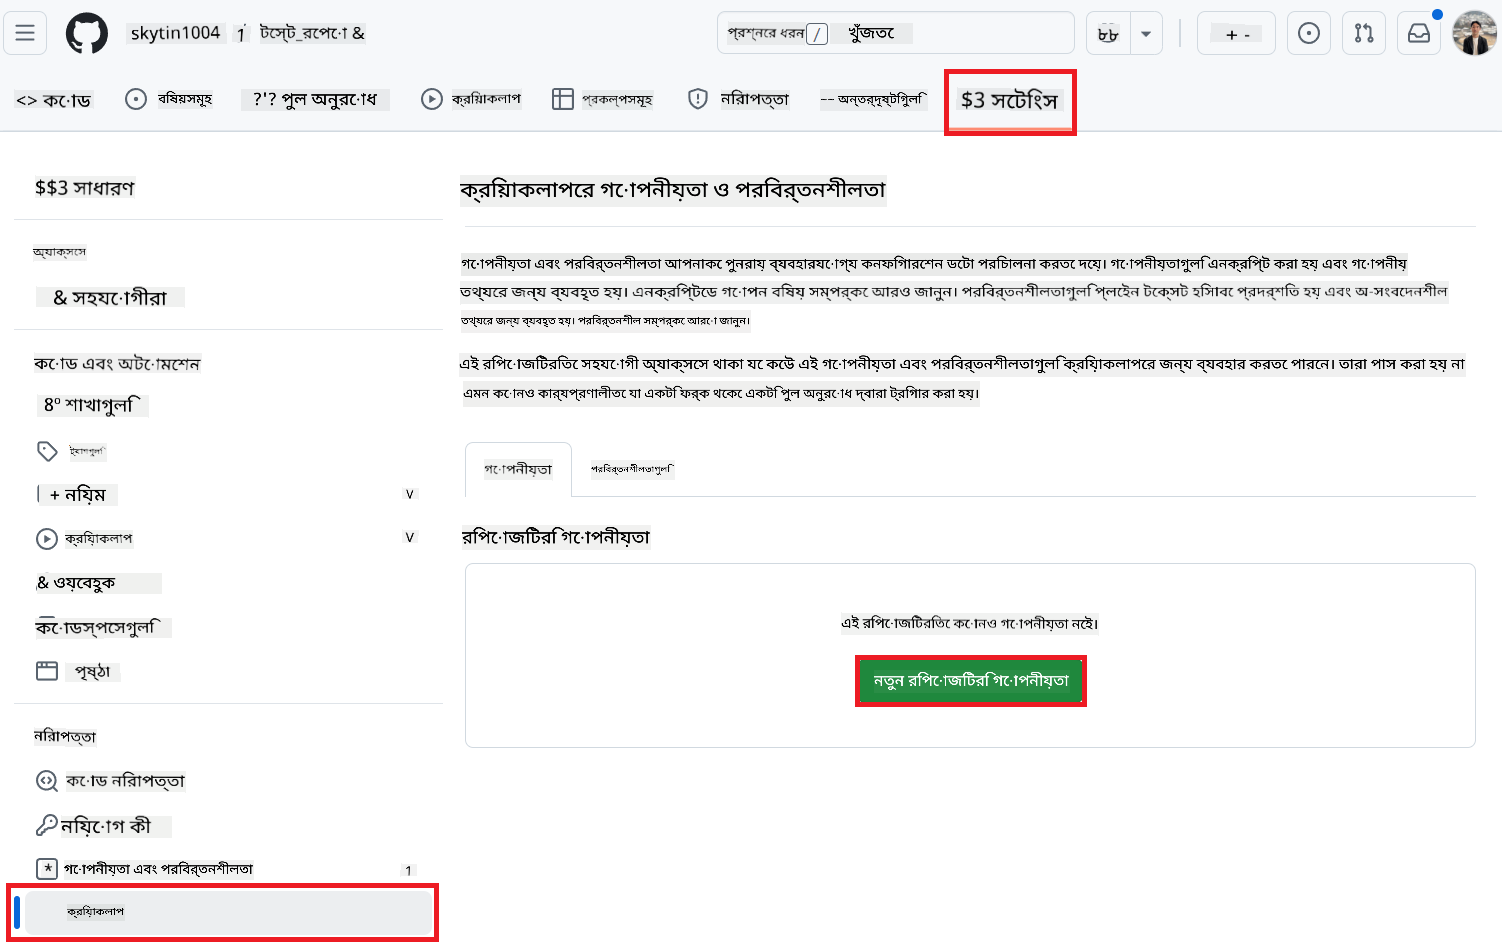 skytin1004 / টেস্ট_রেপো &
প্রশ্নরে ধরন / খুঁজতে
৮৮
+ -
<> কোড
বিষয়সমূহ
?'? পুল অনুরোধ
ক্রিয়াকলাপ
প্রকল্পসমূহ
নিরাপত্তা
-- অন্তর্দৃষ্টিগুলি
$3 সেটিংস
$$3 সাধারণ
অ্যাক্সেস
& সহযোগীরা
কোড এবং অটোমেশন
8º শাখাগুলি
ট্যাগগুলি
+ নিয়ম v
ক্রিয়াকলাপ v
& ওয়েবহুক
কোডস্পেসগুলি
পৃষ্ঠা
নিরাপত্তা
কোড নিরাপত্তা
নিয়োগ কী
* গোপনীয়তা এবং পরিবর্তনশীলতা 1
ক্রিয়াকলাপ
ক্রিয়াকলাপরে গোপনীয়তা ও পরিবর্তনশীলতা
গোপনীয়তা এবং পরিবর্তনশীলতা আপনাকে পুনরায় ব্যবহারযোগ্য কনফিগারেশন ডেটা পরিচালনা করতে দেয়। গোপনীয়তাগুলি এনক্রিপ্ট করা হয় এবং গোপনীয়
তথ্যরে জন্য ব্যবহৃত হয়। এনক্রিপ্টেড গোপন বিষয় সম্পর্কে আরও জানুন। পরিবর্তনশীলতাগুলি প্লেইন টেক্সট হিসাবে প্রদর্শিত হয় এবং অ-সংবেদনশীল
তথ্যরে জন্য ব্যবহৃত হয়। পরিবর্তনশীল সম্পর্কে আরো জানুন।
এই রিপোজিটরিতে সহযোগী অ্যাক্সেস থাকা যে কেউ এই গোপনীয়তা এবং পরিবর্তনশীলতাগুলি ক্রিয়াকলাপরে জন্য ব্যবহার করতে পারেন। তারা পাস করা হয় না
এমন কোনও কার্যপ্রণালীতে যা একটি ফির্ক থেকে একটি পুল অনুরোধ দ্বারা ট্রিগার করা হয়।
গোপনীয়তা
পরিবর্তনশীলতাগুলি
রিপোজিটরি গোপনীয়তা
এই রিপোজিটরিতে কোনও গোপনীয়তা নেই।
নতুন রিপোজিটরি গোপনীয়তা